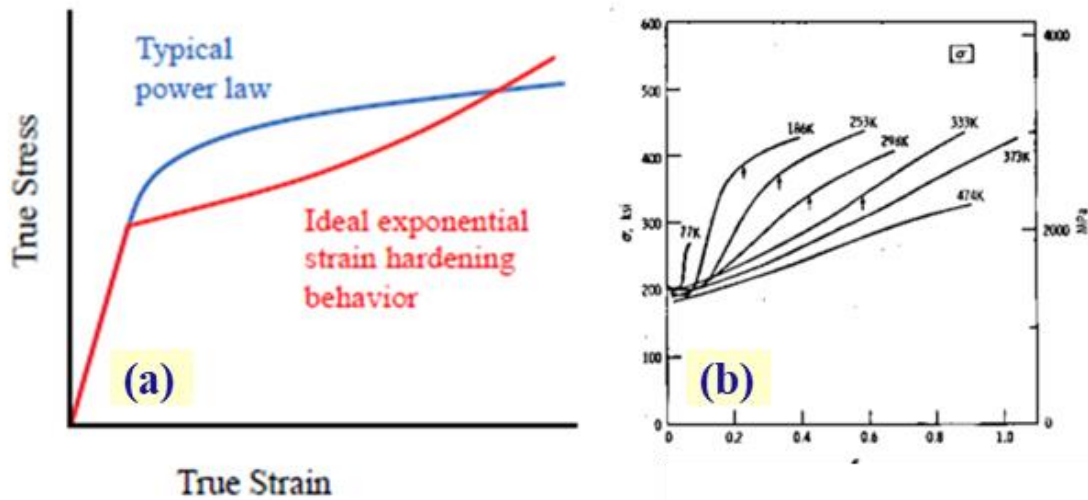 True Stress
Typical
power law
Ideal exponential
strain hardening
behavior
(a)
True Strain
600
500
400
300
200
100
0
σ, ksi
[σ]
77K
186K
253K
298K
333K
373K
474K
(b)
0
0.2
0.4
0.6
0.8
1.0
4000
2000
0
MPa